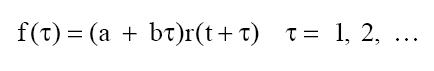 f(τ) = (a + bτ)r(t + τ) τ = 1, 2, …